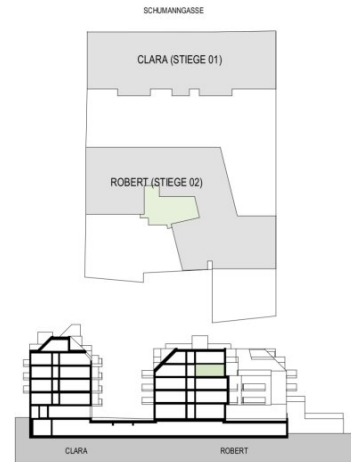 SCHUMANNGASSE
CLARA (STIEGE 01)
ROBERT (STIEGE 02)
CLARA
ROBERT